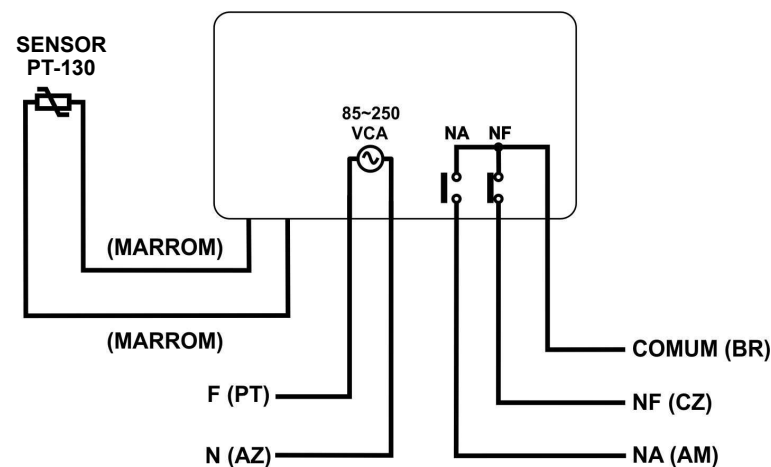 SENSOR
PT-130
85~250
VCA
NA NF
(MARROM)
(MARROM)
COMUM (BR)
F (PT)
NF (CZ)
N (AZ)
NA (AM)